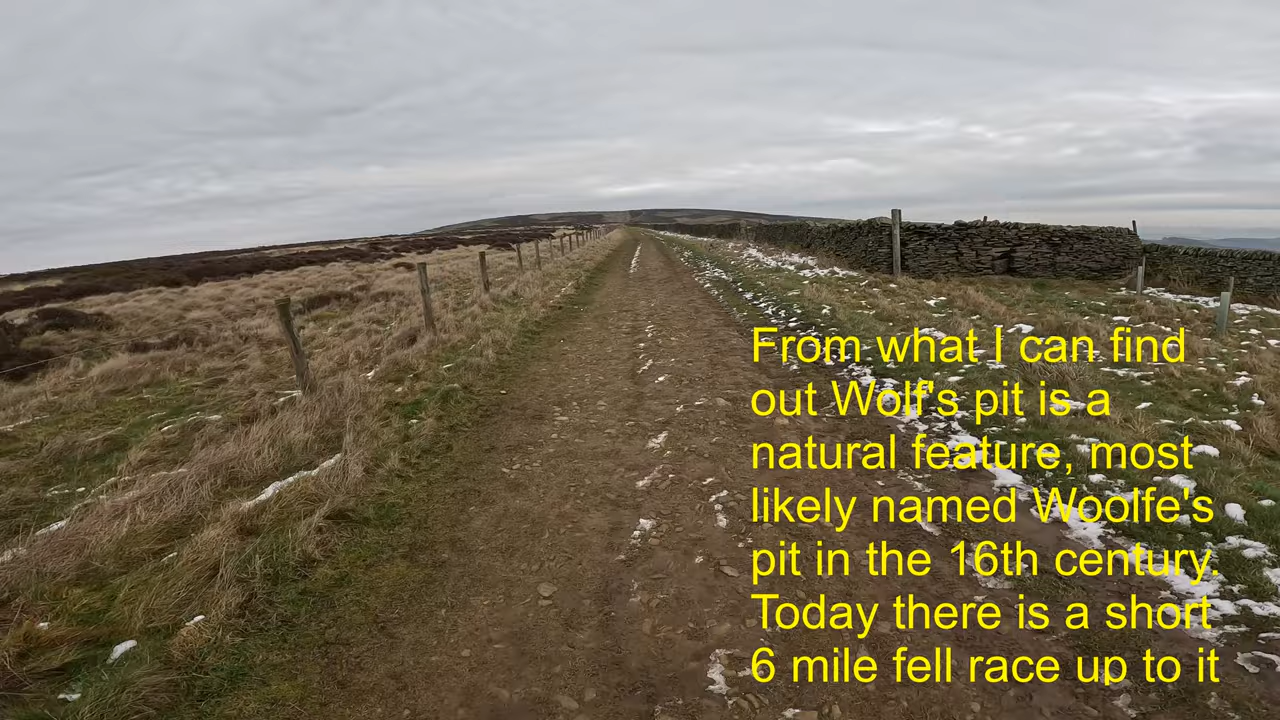 From what I can find
out Wolf's pit is a
natural feature, most
likely named Woolfe's
pit in the 16th century.
Today there is a short
6 mile fell race up to it